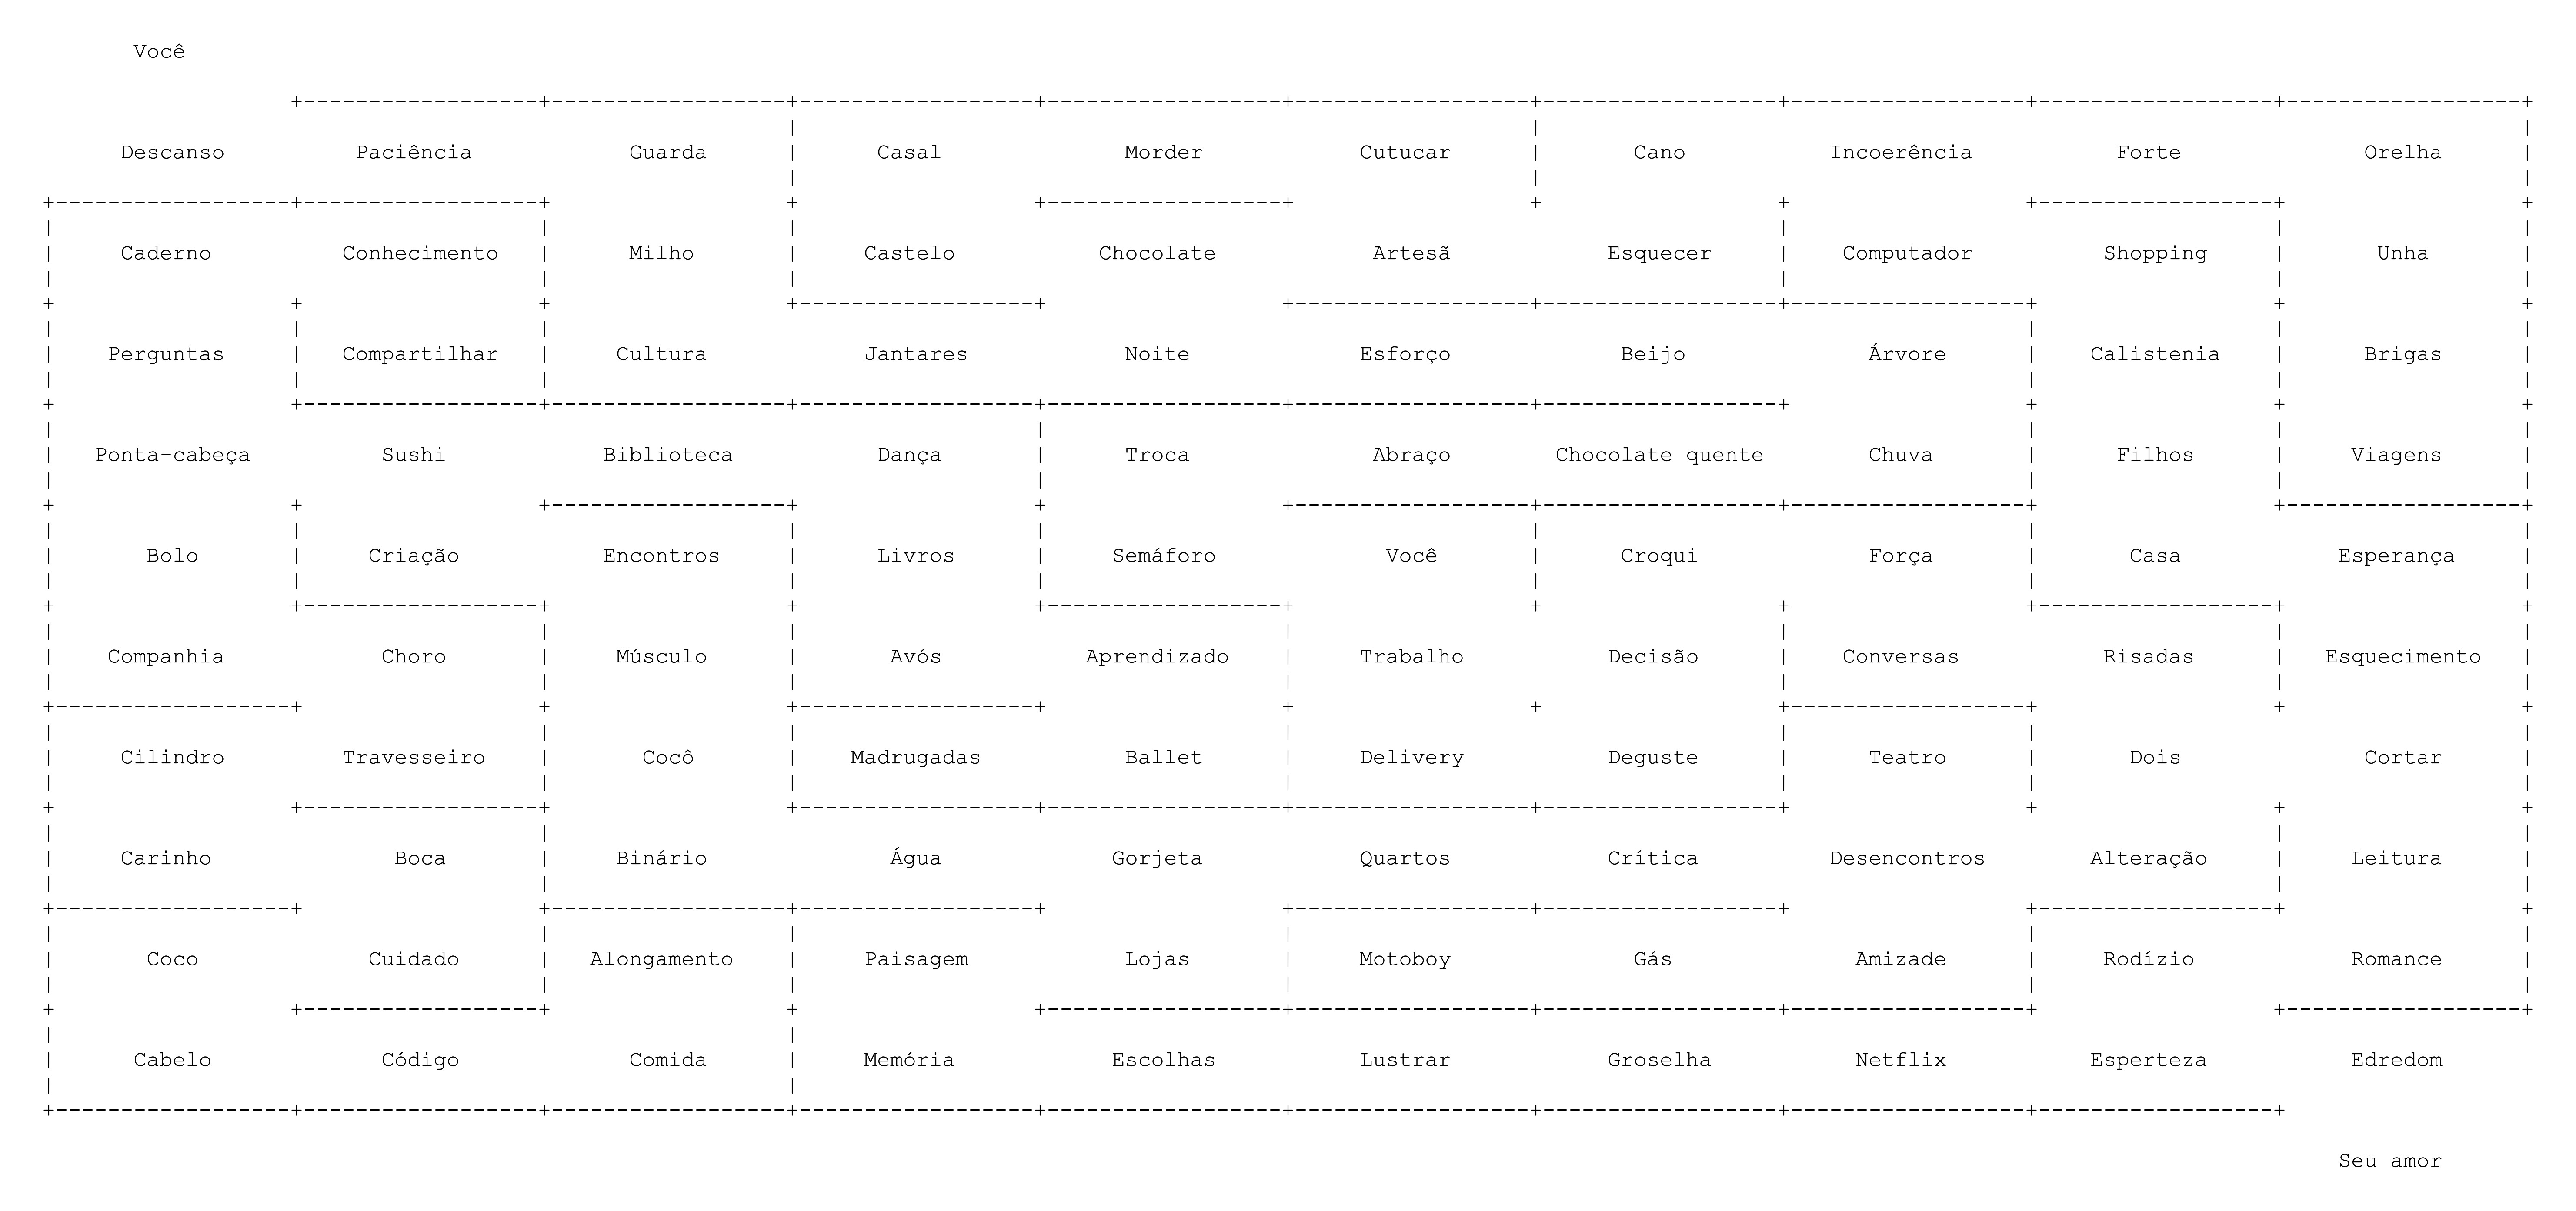 Você
Descanso Paciência Guarda Casal Morder Cutucar Cano Incoerência Forte Orelha
Caderno Conhecimento Milho Castelo Chocolate Artesã Esquecer Computador Shopping Unha
Perguntas Compartilhar Cultura Jantares Noite Esforço Beijo Árvore Calistenia Brigas
Ponta-cabeça Sushi Biblioteca Dança Troca Abraço Chocolate quente Chuva Filhos Viagens
Bolo Criação Encontros Livros Semáforo Você Croqui Força Casa Esperança
Companhia Choro Músculo Avós Aprendizado Trabalho Decisão Conversas Risadas Esquecimento
Cilindro Travesseiro Cocô Madrugadas Ballet Delivery Deguste Teatro Dois Cortar
Carinho Boca Binário Água Gorjeta Quartos Crítica Desencontros Alteração Leitura
Coco Cuidado Alongamento Paisagem Lojas Motoboy Gás Amizade Rodízio Romance
Cabelo Código Comida Memória Escolhas Lustrar Groselha Netflix Esperteza Edredom
Seu amor